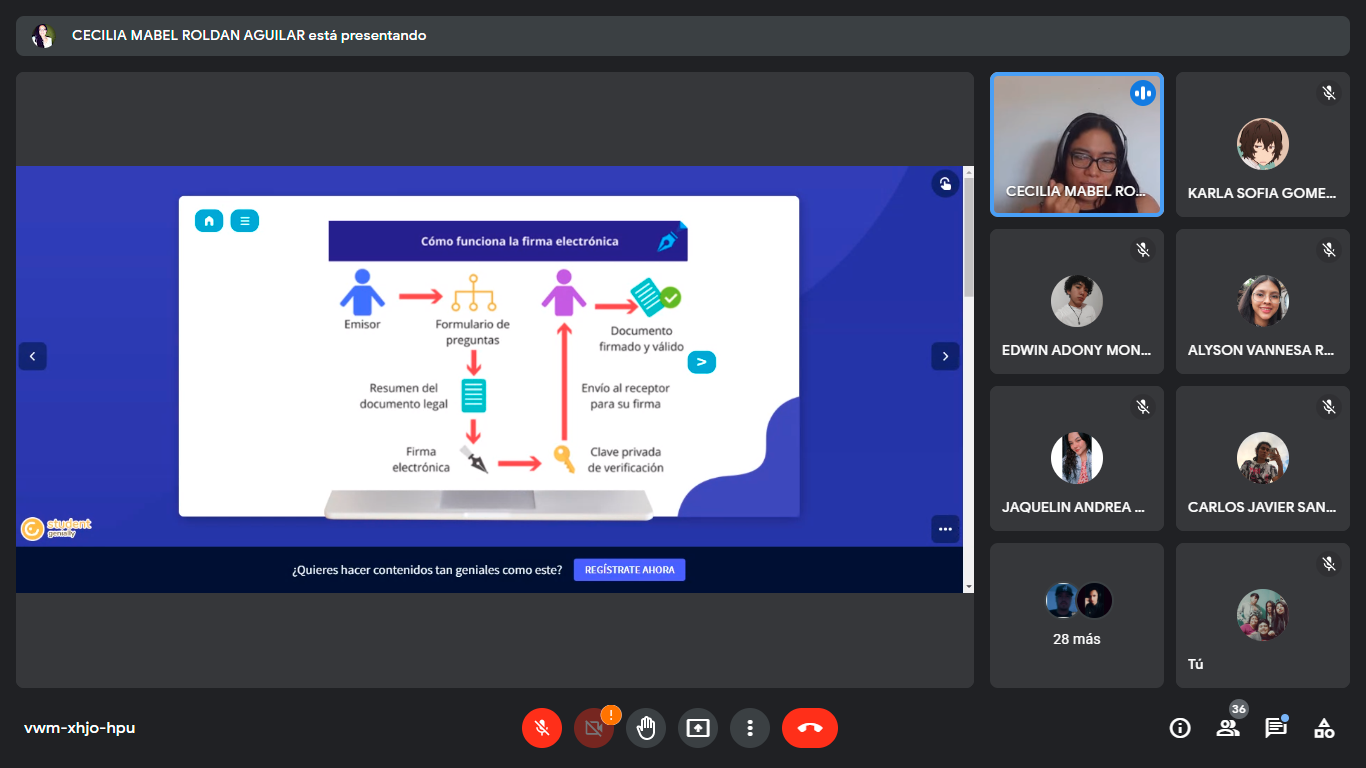 CECILIA MABEL ROLDAN AGUILAR está presentando
Cómo funciona la firma electrónica
Emisor
Formulario de
preguntas
Documento
firmado y válido
>
Resumen del
documento legal
Envío al receptor
para su firma
Firma
electrónica
Clave privada
de verificación
student
genially
¿Quieres hacer contenidos tan geniales como este?
REGÍSTRATE AHORA
CECILIA MABEL RO...
KARLA SOFIA GOME...
EDWIN ADONY MON...
ALYSON VANNESA R...
JAQUELIN ANDREA ...
CARLOS JAVIER SAN...
28 más
Tú
vwm-xhjo-hpu
!
36